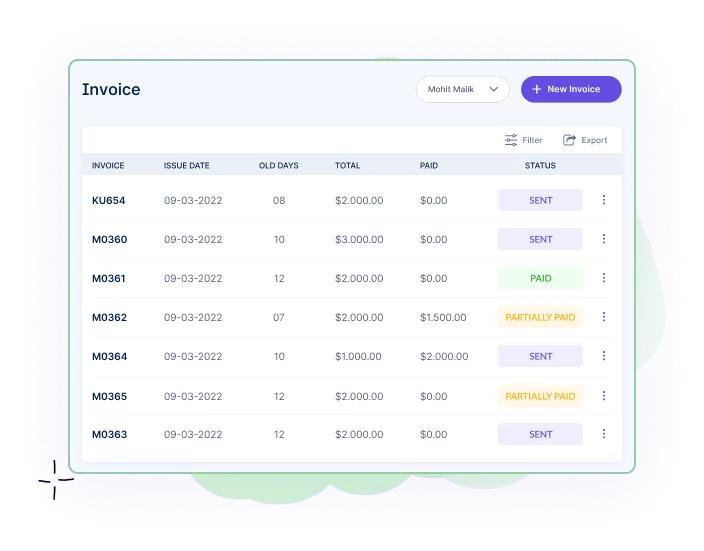 Invoice Mohit Malik New Invoice
Filter Export
INVOICE ISSUE DATE OLD DAYS TOTAL PAID STATUS
KU654 09-03-2022 08 $2.000.00 $0.00 SENT
M0360 09-03-2022 10 $3.000.00 $0.00 SENT
M0361 09-03-2022 12 $2.000.00 $0.00 PAID
M0362 09-03-2022 07 $2.000.00 $1.500.00 PARTIALLY PAID
M0364 09-03-2022 10 $1.000.00 $2.000.00 SENT
M0365 09-03-2022 12 $2.000.00 $0.00 PARTIALLY PAID
M0363 09-03-2022 12 $2.000.00 $0.00 SENT